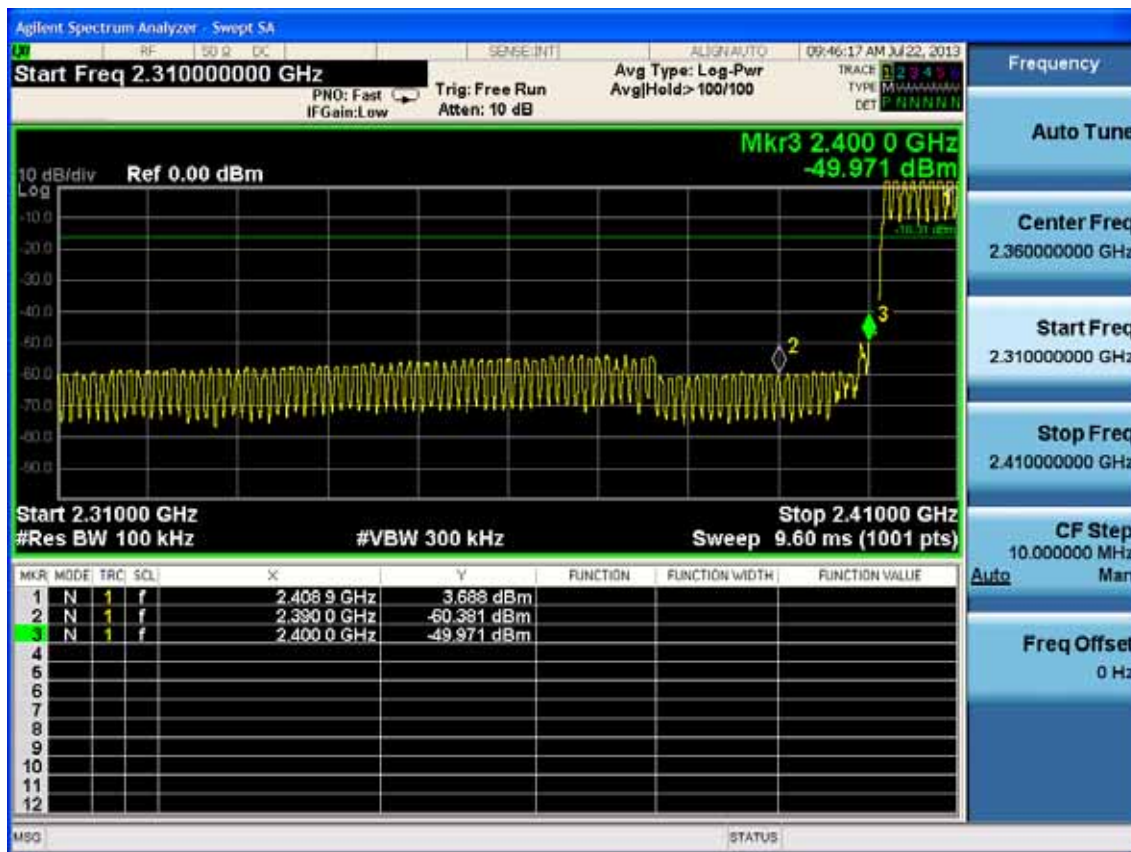 Agilent Spectrum Analyzer - Swept SA
RF 50 Ω DC SENSE:INT ALIGN AUTO 09:46:17 AM Jul 22, 2013
Start Freq 2.310000000 GHz
PNO: Fast
IFGain:Low
Trig: Free Run
Atten: 10 dB
Avg Type: Log-Pwr
Avg|Hold:>100/100
TRACE 1 2 3 4 5 6
TYPE M
DET P N N N N N
Mkr3 2.400 0 GHz
-49.971 dBm
10 dB/div Ref 0.00 dBm
Log
-10.0
-20.0
-30.0
-40.0
-50.0
-60.0
-70.0
-80.0
-90.0
2
3
Start 2.31000 GHz Stop 2.41000 GHz
#Res BW 100 kHz #VBW 300 kHz Sweep 9.60 ms (1001 pts)
MKR MODE TRC SCL X Y FUNCTION FUNCTION WIDTH FUNCTION VALUE
1 N 1 f 2.408 9 GHz 3.688 dBm
2 N 1 f 2.390 0 GHz -60.381 dBm
3 N 1 f 2.400 0 GHz -49.971 dBm
4
5
6
7
8
9
10
11
12
MSG STATUS
Frequency
Auto Tune
Center Freq
2.360000000 GHz
Start Freq
2.310000000 GHz
Stop Freq
2.410000000 GHz
CF Step
10.000000 MHz
Auto Man
Freq Offset
0 Hz